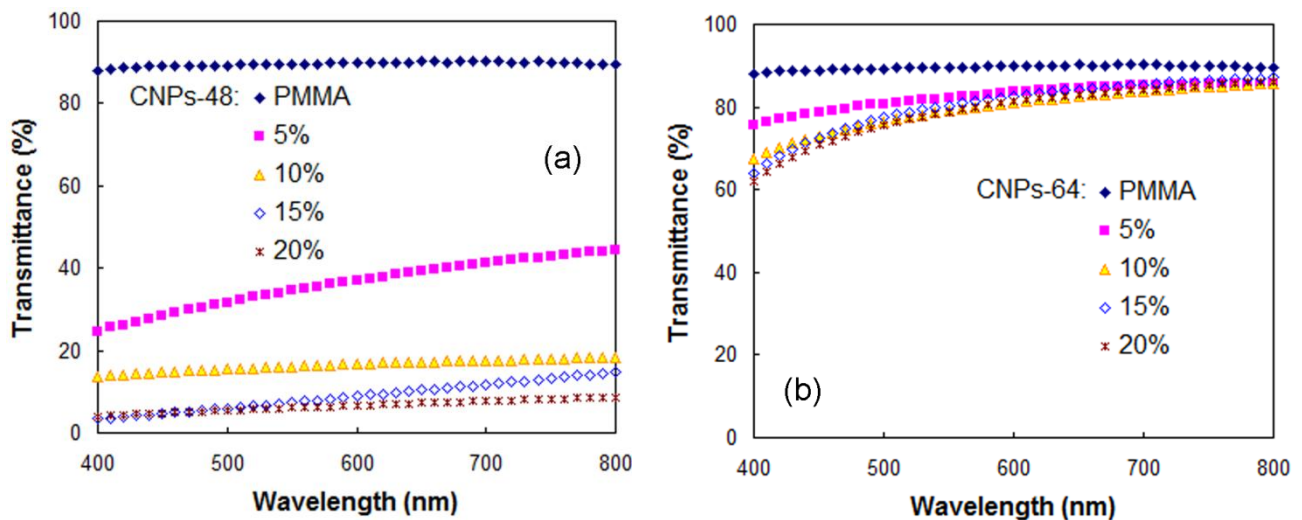 100
80
60
40
20
0
Transmittance (%)
CNPs-48: PMMA
5%
10%
15%
20%
(a)
400 500 600 700 800
Wavelength (nm)
100
80
60
40
20
0
Transmittance (%)
CNPs-64: PMMA
5%
10%
15%
20%
(b)
400 500 600 700 800
Wavelength (nm)